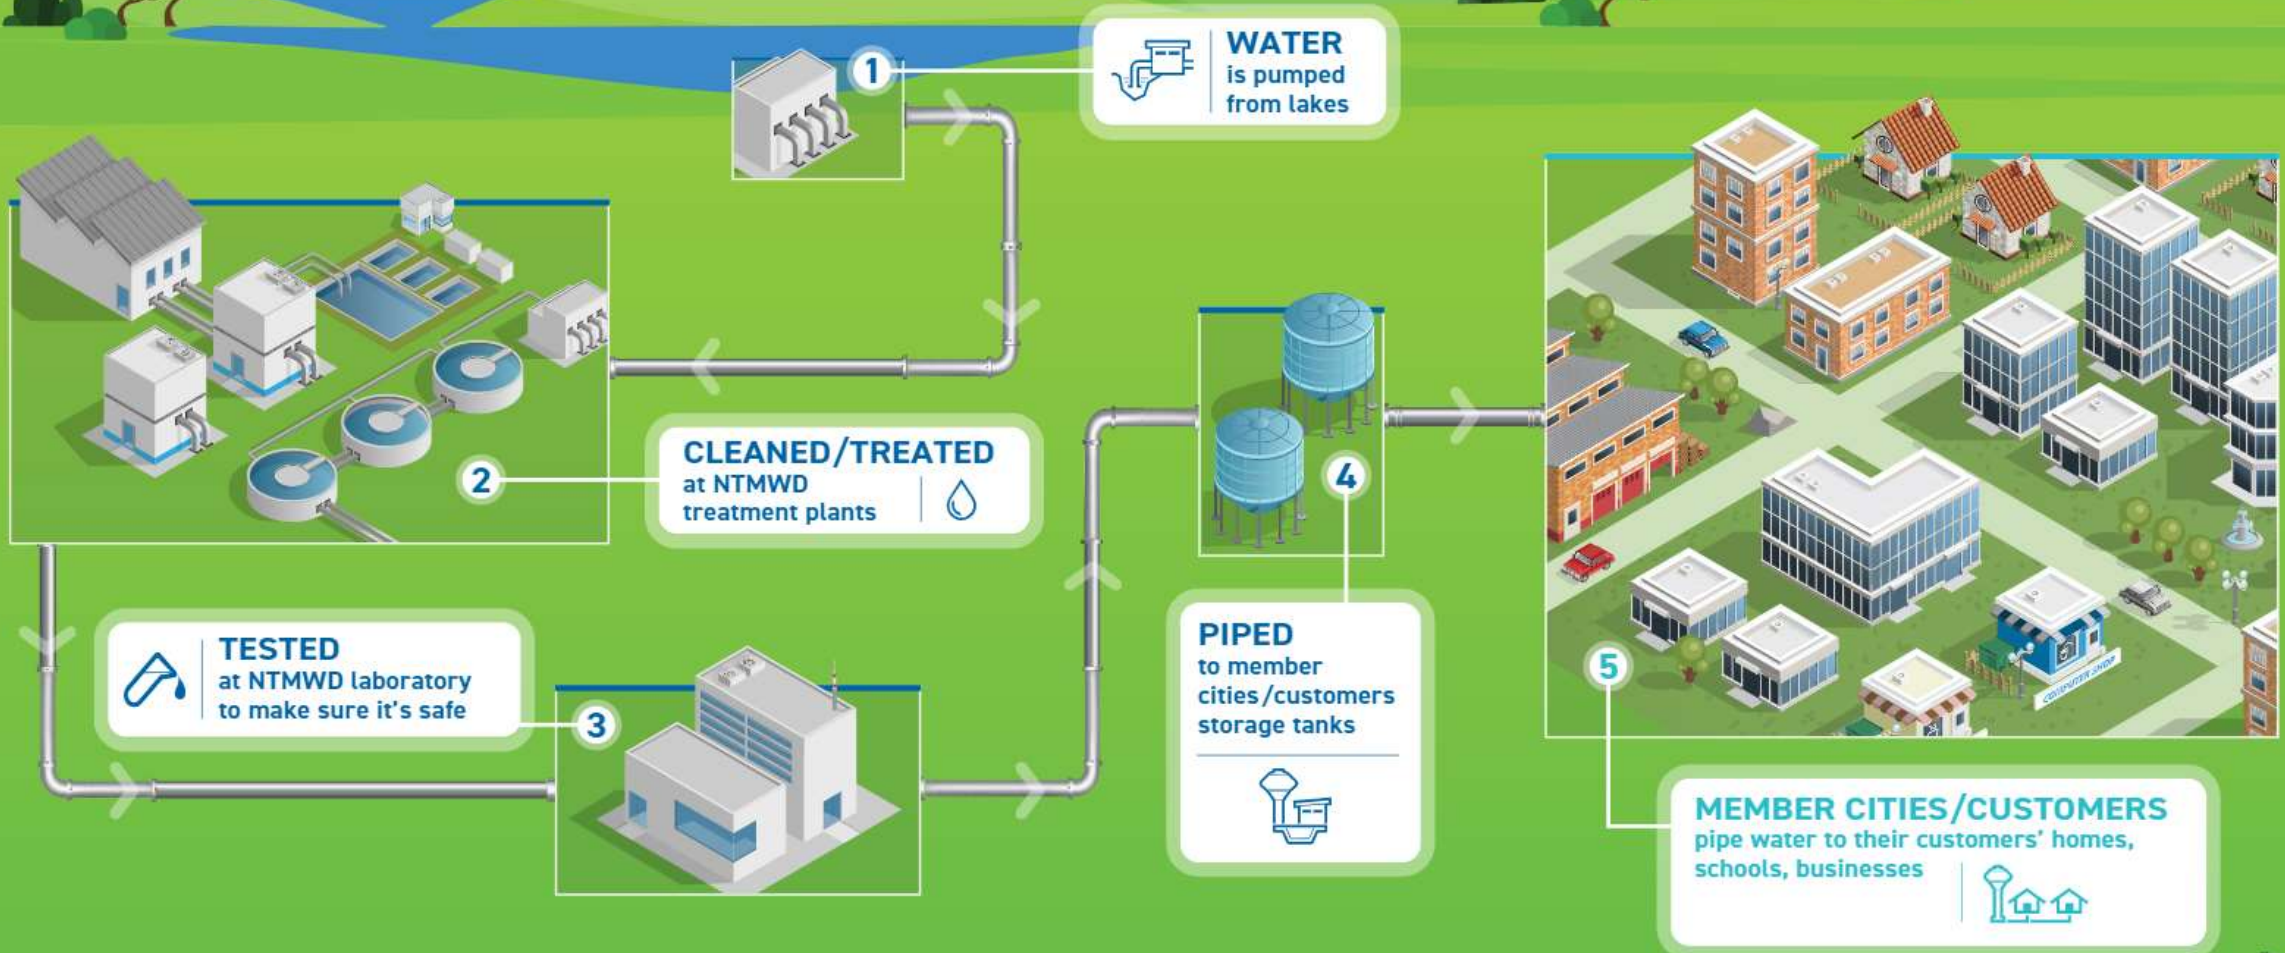 1
WATER
is pumped
from lakes
2
CLEANED/TREATED
at NTMWD
treatment plants
3
TESTED
at NTMWD laboratory
to make sure it's safe
4
PIPED
to member
cities/customers
storage tanks
5
MEMBER CITIES/CUSTOMERS
pipe water to their customers' homes,
schools, businesses
COMPUTER SHOP